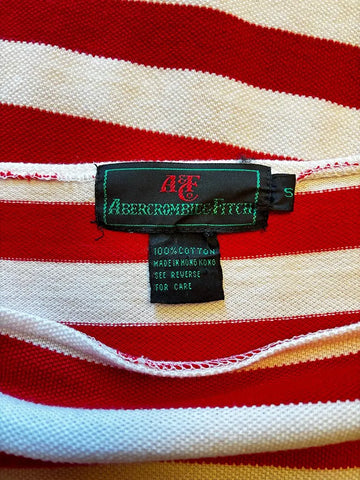 A&F
S
ABERCROMBIE & FITCH
100% COTTON
MADE IN HONG KONG
SEE REVERSE
FOR CARE